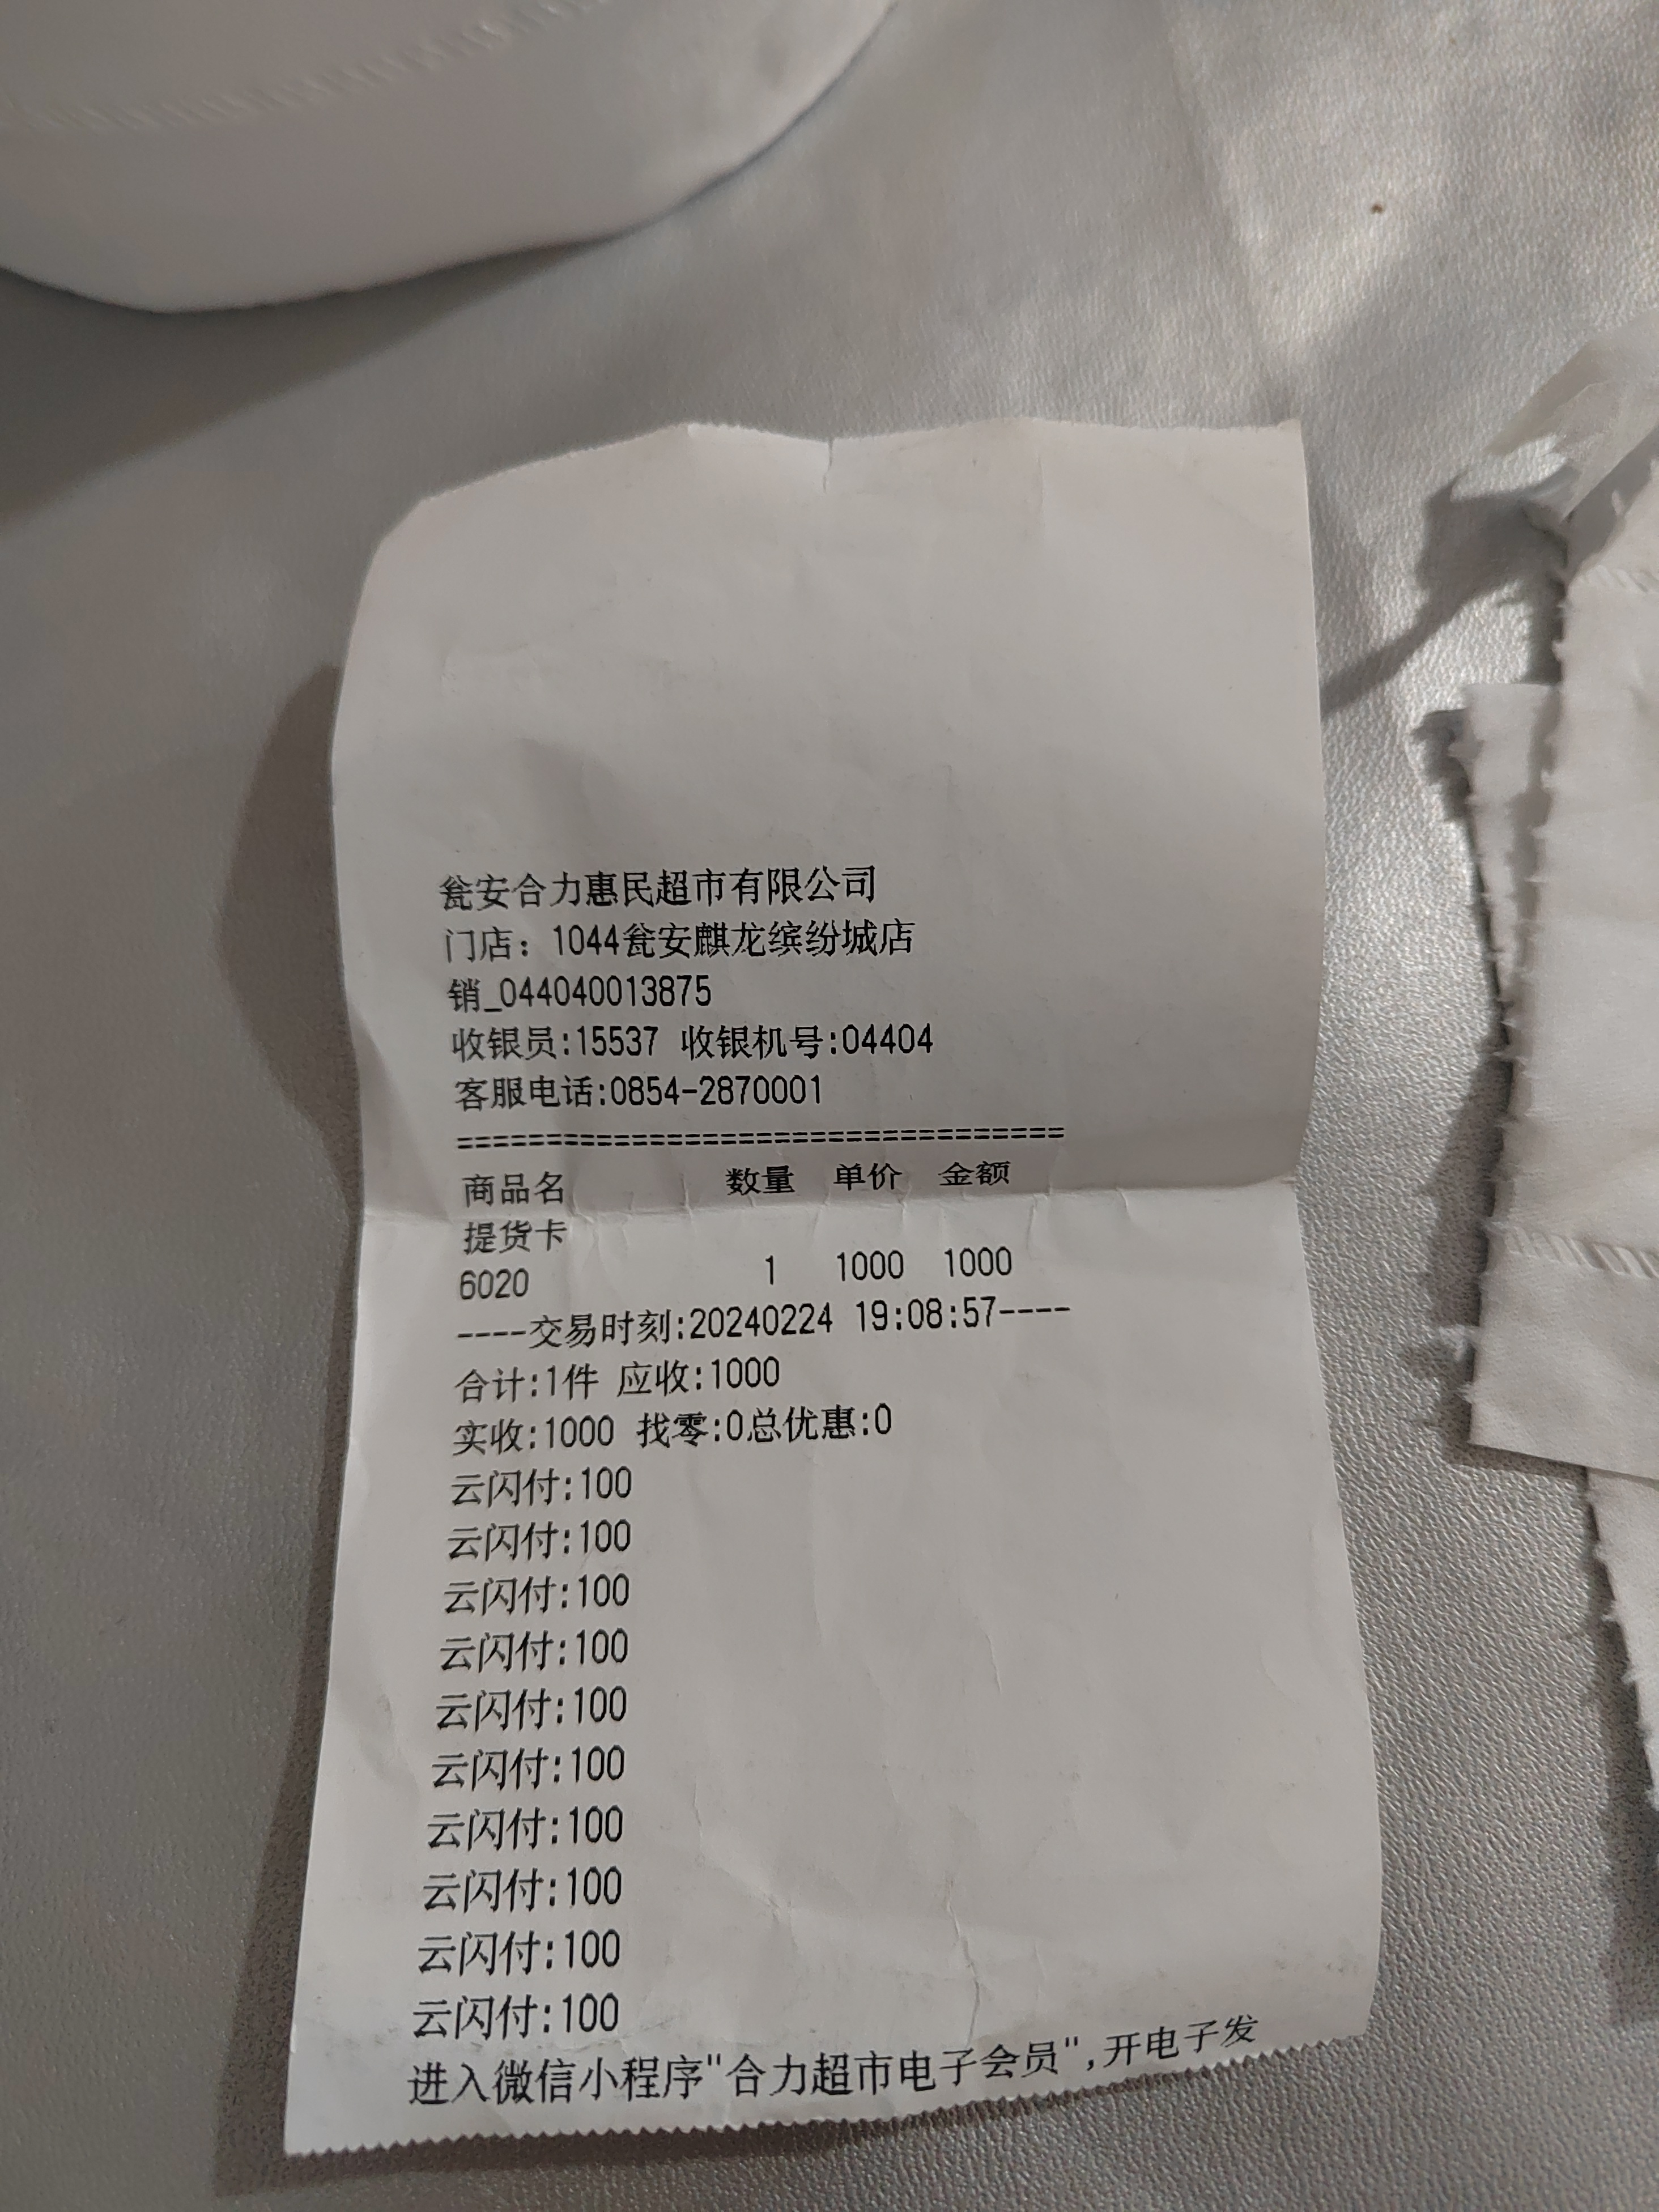 瓮安合力惠民超市有限公司
门店：1044瓮安麒龙缤纷城店
销_044040013875
收银员:15537 收银机号:04404
客服电话:0854-2870001
==================================
商品名 数量 单价 金额
提货卡
6020 1 1000 1000
----交易时刻:20240224 19:08:57----
合计:1件 应收:1000
实收:1000 找零:0总优惠:0
云闪付:100
云闪付:100
云闪付:100
云闪付:100
云闪付:100
云闪付:100
云闪付:100
云闪付:100
云闪付:100
云闪付:100
进入微信小程序"合力超市电子会员",开电子发